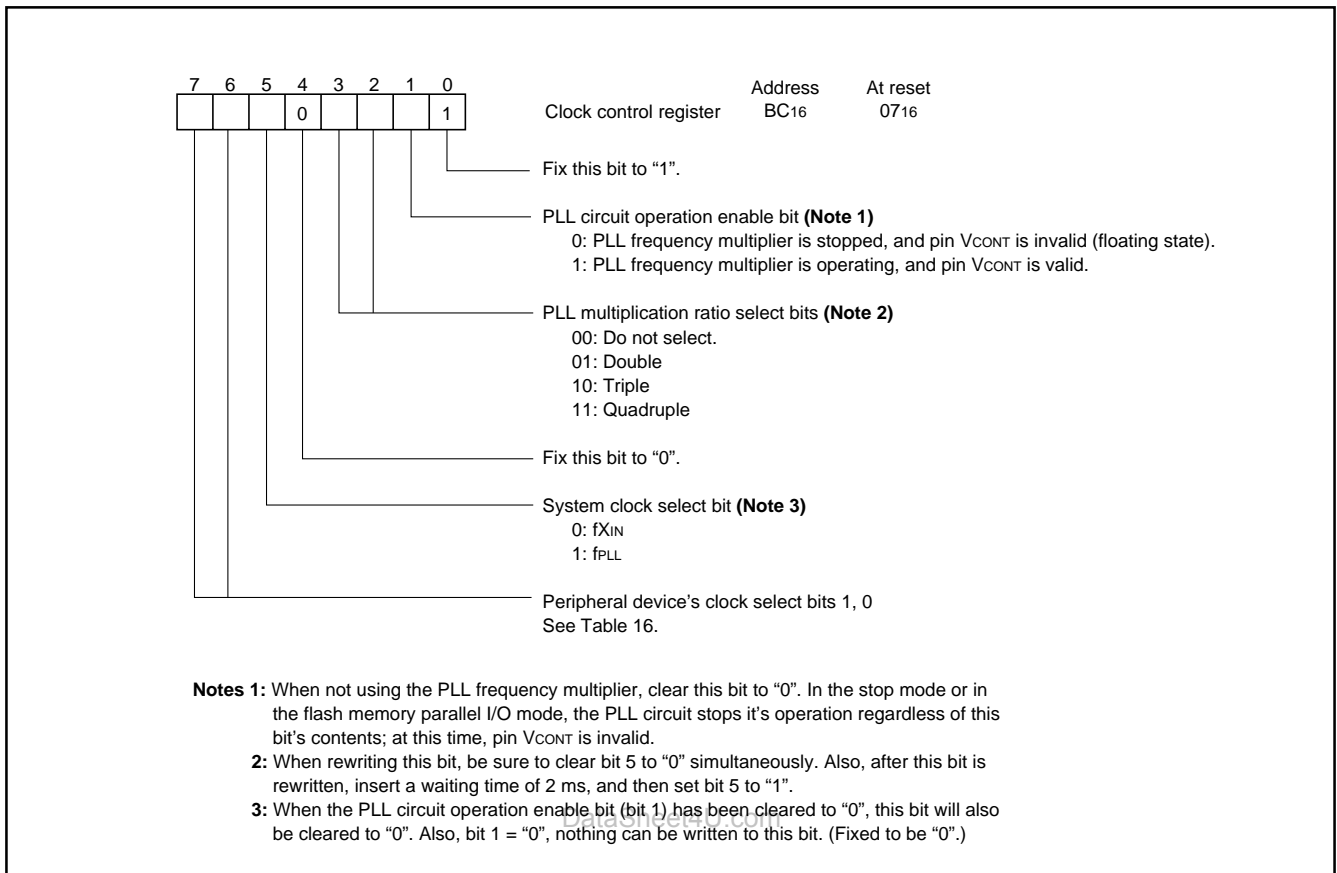 7 6 5 4 3 2 1 0
0 1
Address At reset
Clock control register BC16 0716
Fix this bit to “1”.
PLL circuit operation enable bit (Note 1)
0: PLL frequency multiplier is stopped, and pin VCONT is invalid (floating state).
1: PLL frequency multiplier is operating, and pin VCONT is valid.
PLL multiplication ratio select bits (Note 2)
00: Do not select.
01: Double
10: Triple
11: Quadruple
Fix this bit to “0”.
System clock select bit (Note 3)
0: fXIN
1: fPLL
Peripheral device’s clock select bits 1, 0
See Table 16.
Notes 1: When not using the PLL frequency multiplier, clear this bit to “0”. In the stop mode or in
the flash memory parallel I/O mode, the PLL circuit stops it’s operation regardless of this
bit’s contents; at this time, pin VCONT is invalid.
2: When rewriting this bit, be sure to clear bit 5 to “0” simultaneously. Also, after this bit is
rewritten, insert a waiting time of 2 ms, and then set bit 5 to “1”.
3: When the PLL circuit operation enable bit (bit 1) has been cleared to “0”, this bit will also
DataSheet4U.com
be cleared to “0”. Also, bit 1 = “0”, nothing can be written to this bit. (Fixed to be “0”.)